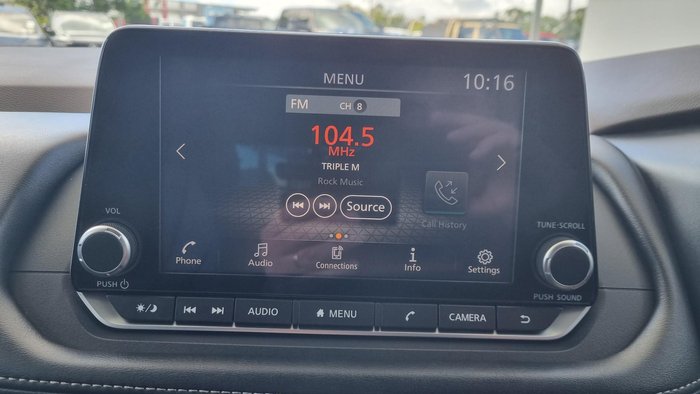 MENU 10:16
FM CH 8
104.5
MHz
TRIPLE M
Rock Music
Source
Call History
VOL
TUNE·SCROLL
Phone Audio Connections Info Settings
PUSH
PUSH SOUND
AUDIO MENU CAMERA